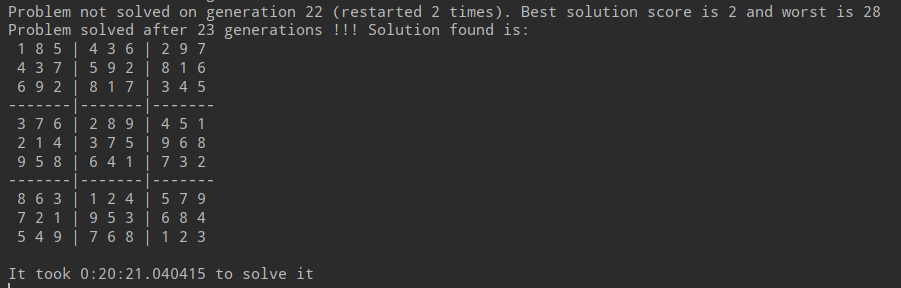 Problem not solved on generation 22 (restarted 2 times). Best solution score is 2 and worst is 28
Problem solved after 23 generations !!! Solution found is:
 1 8 5 | 4 3 6 | 2 9 7
 4 3 7 | 5 9 2 | 8 1 6
 6 9 2 | 8 1 7 | 3 4 5
-------|-------|-------
 3 7 6 | 2 8 9 | 4 5 1
 2 1 4 | 3 7 5 | 9 6 8
 9 5 8 | 6 4 1 | 7 3 2
-------|-------|-------
 8 6 3 | 1 2 4 | 5 7 9
 7 2 1 | 9 5 3 | 6 8 4
 5 4 9 | 7 6 8 | 1 2 3
It took 0:20:21.040415 to solve it